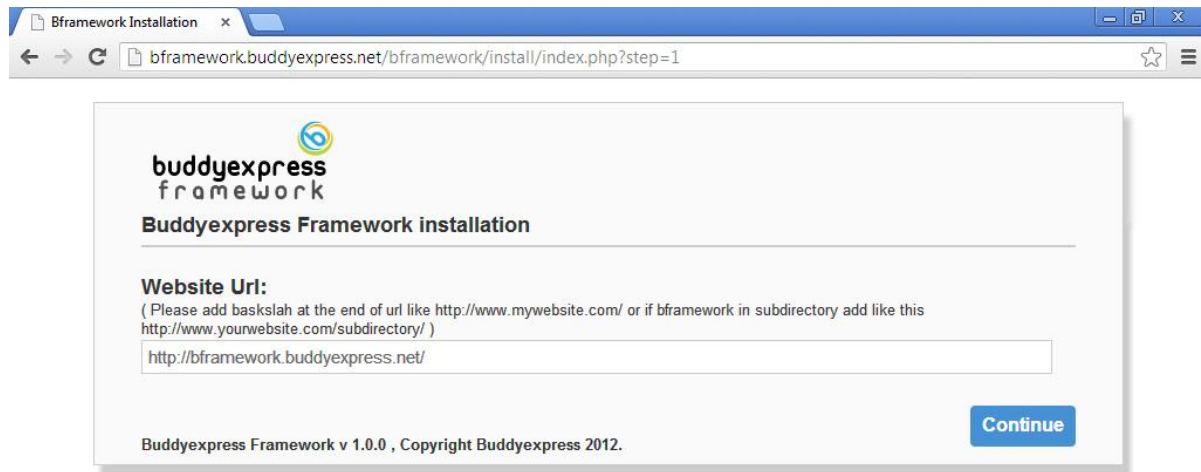 Bframework Installation
bframework.buddyexpress.net/bframework/install/index.php?step=1
buddyexpress
framework
Buddyexpress Framework installation
Website Url:
( Please add baskslah at the end of url like http://www.mywebsite.com/ or if bframework in subdirectory add like this
http://www.yourwebsite.com/subdirectory/ )
http://bframework.buddyexpress.net/
Continue
Buddyexpress Framework v 1.0.0 , Copyright Buddyexpress 2012.